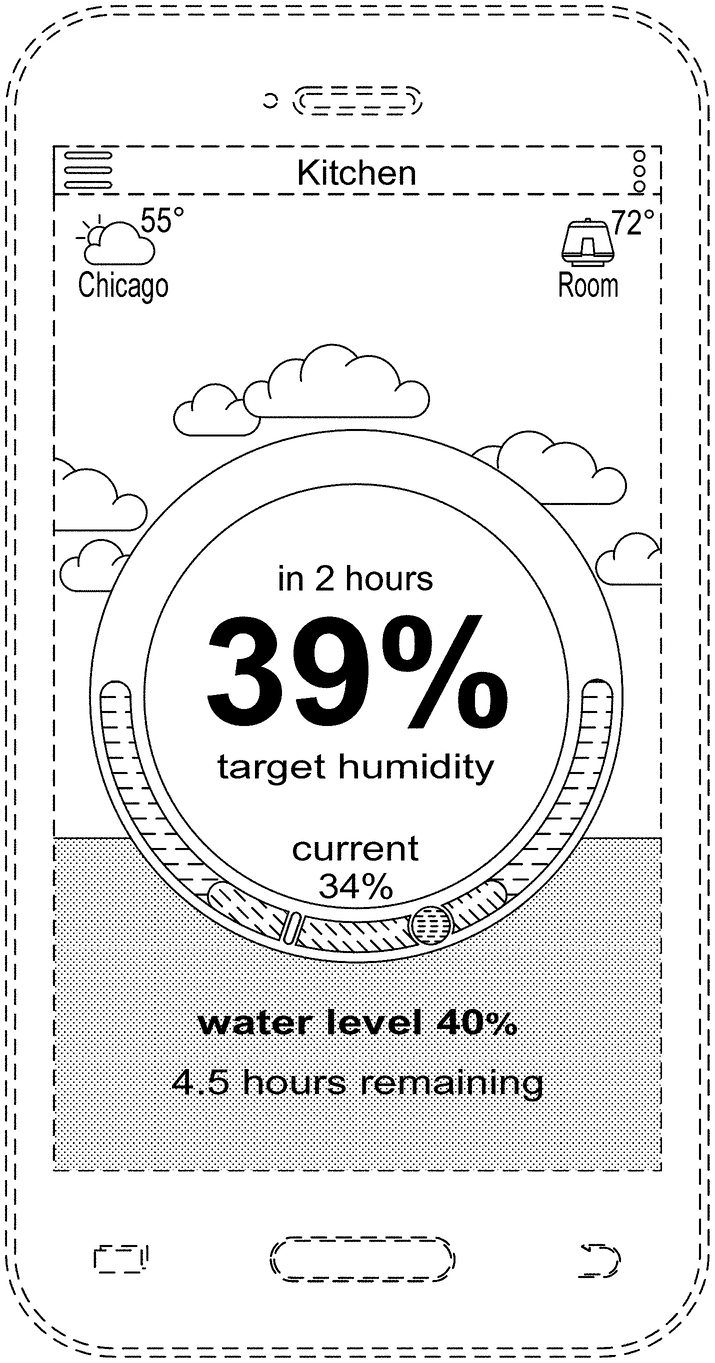 Kitchen
55°
72°
Chicago
Room
in 2 hours
39%
target humidity
current
34%
water level 40%
4.5 hours remaining